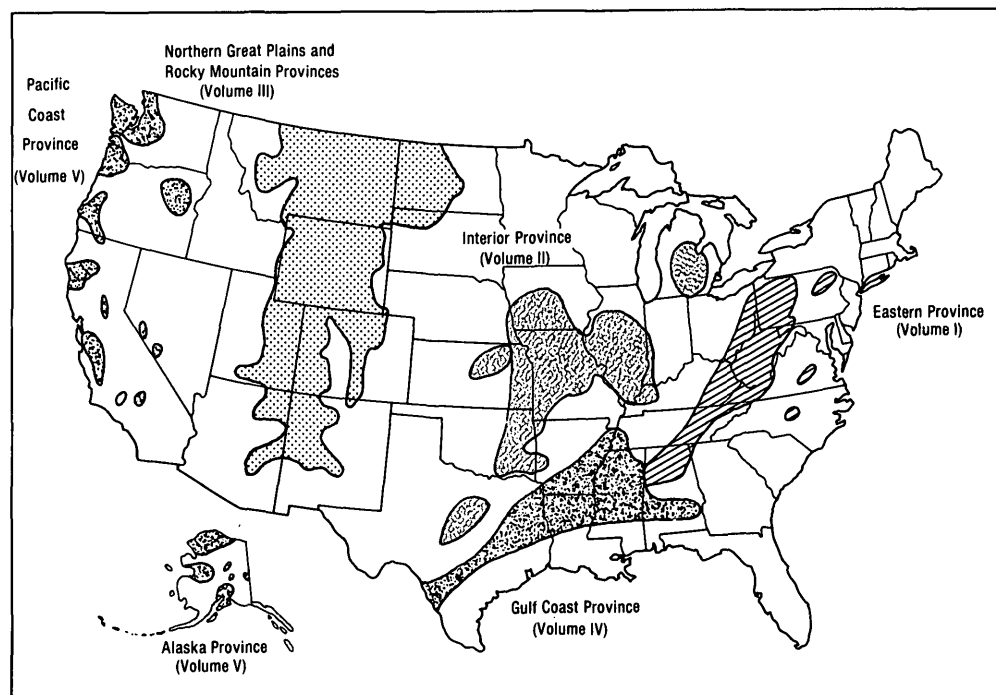 Northern Great Plains and
Rocky Mountain Provinces
(Volume III)
Pacific
Coast
Province
(Volume V)
Interior Province
(Volume II)
Eastern Province
(Volume I)
Gulf Coast Province
(Volume IV)
Alaska Province
(Volume V)